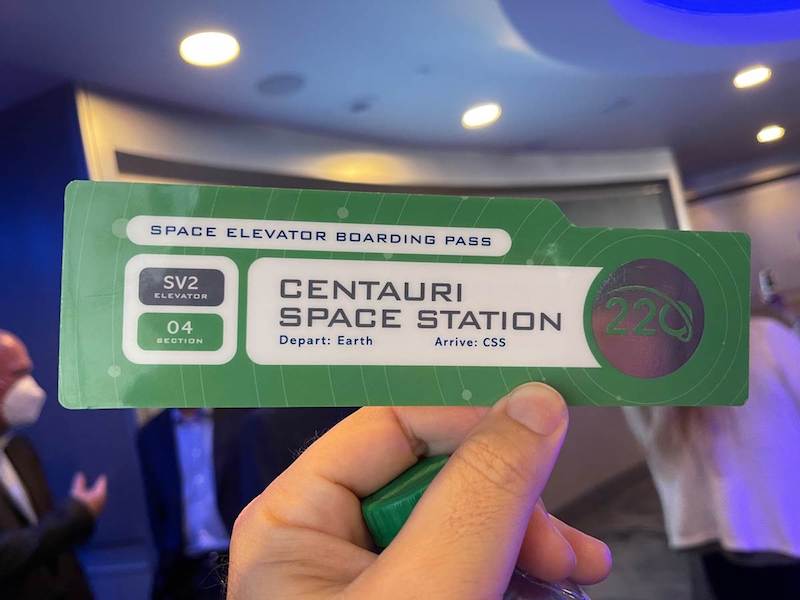 SPACE ELEVATOR BOARDING PASS
SV2
ELEVATOR
04
SECTION
CENTAURI
SPACE STATION
Depart: Earth
Arrive: CSS
220